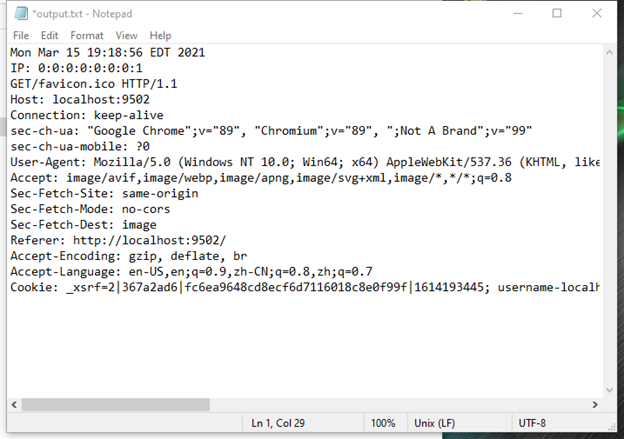 *output.txt - Notepad
File Edit Format View Help
Mon Mar 15 19:18:56 EDT 2021
IP: 0:0:0:0:0:0:0:1
GET/favicon.ico HTTP/1.1
Host: localhost:9502
Connection: keep-alive
sec-ch-ua: "Google Chrome";v="89", "Chromium";v="89", ";Not A Brand";v="99"
sec-ch-ua-mobile: ?0
User-Agent: Mozilla/5.0 (Windows NT 10.0; Win64; x64) AppleWebKit/537.36 (KHTML, like
Accept: image/avif,image/webp,image/apng,image/svg+xml,image/*,*/*;q=0.8
Sec-Fetch-Site: same-origin
Sec-Fetch-Mode: no-cors
Sec-Fetch-Dest: image
Referer: http://localhost:9502/
Accept-Encoding: gzip, deflate, br
Accept-Language: en-US,en;q=0.9,zh-CN;q=0.8,zh;q=0.7
Cookie: _xsrf=2|367a2ad6|fc6ea9648cd8ecf6d7116018c8e0f99f|1614193445; username-localh
Ln 1, Col 29 100% Unix (LF) UTF-8